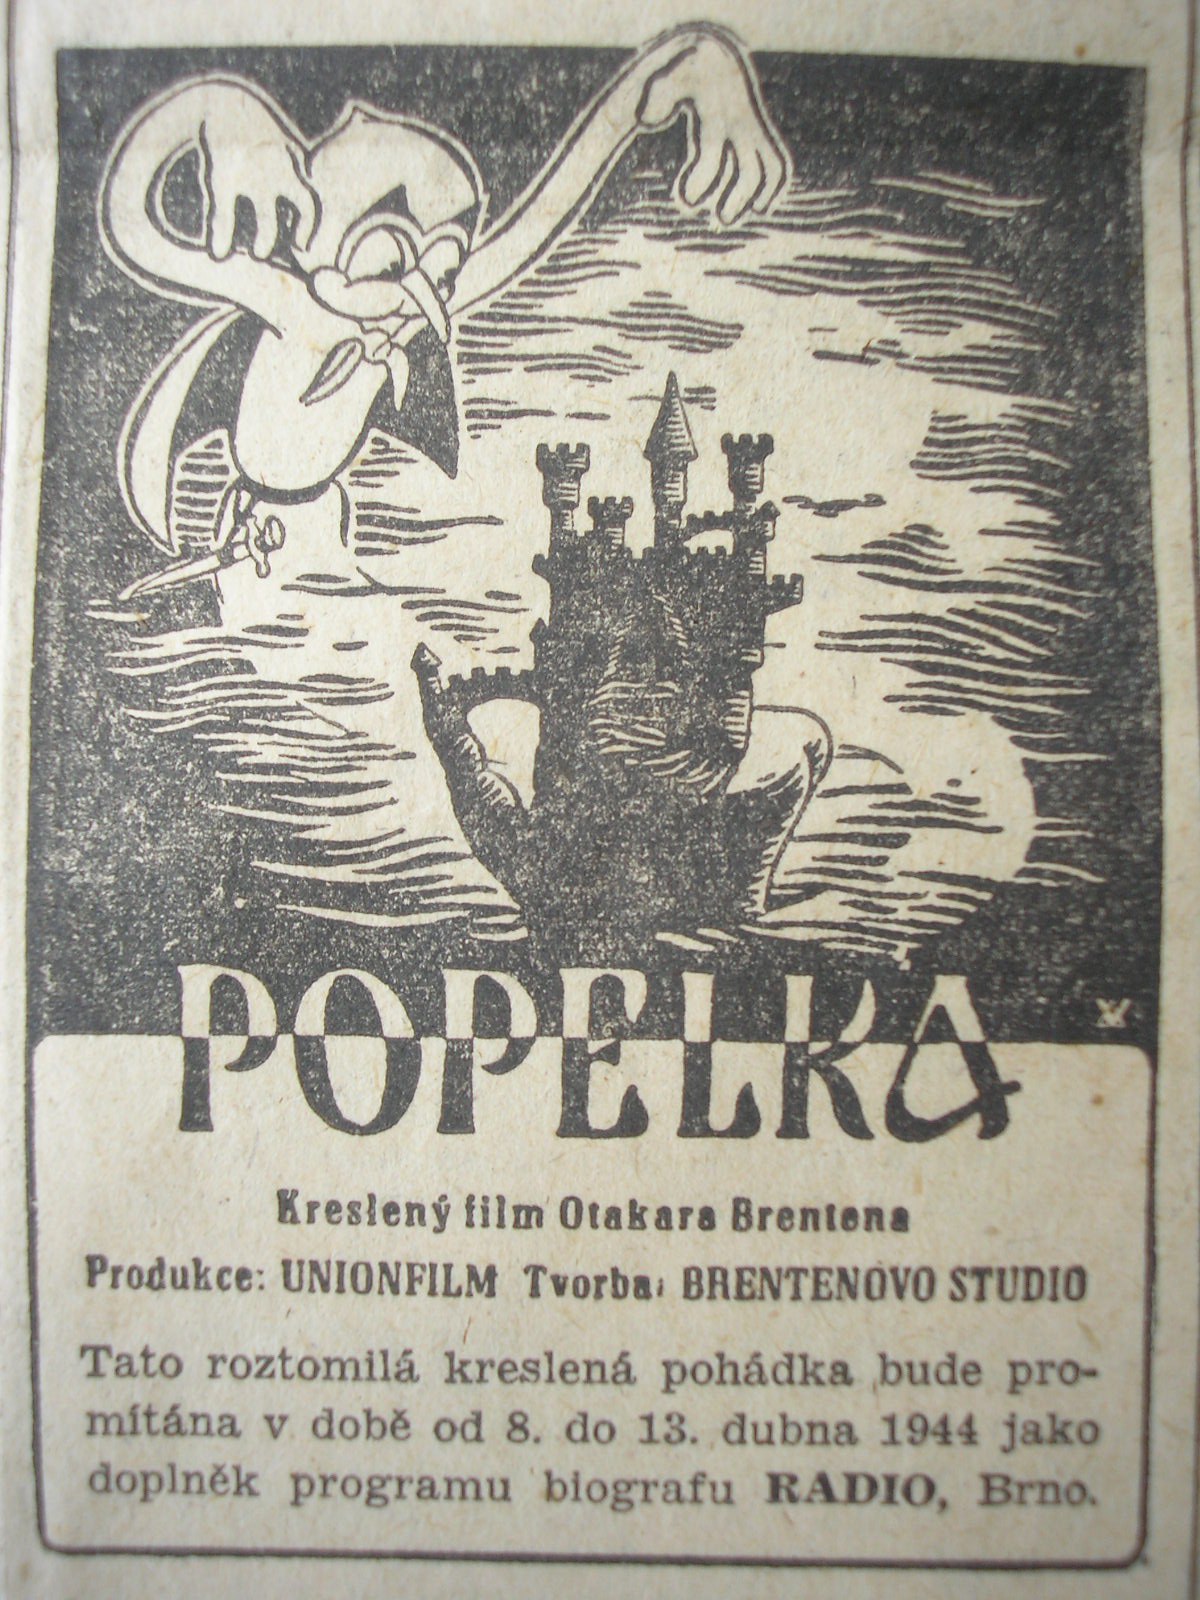 POPELKA
Kreslený film Otakara Brentena
Produkce: UNIONFILM Tvorba: BRENTENOVO STUDIO
Tato roztomilá kreslená pohádka bude pro-
mítána v době od 8. do 13. dubna 1944 jako
doplněk programu biografu RADIO, Brno.